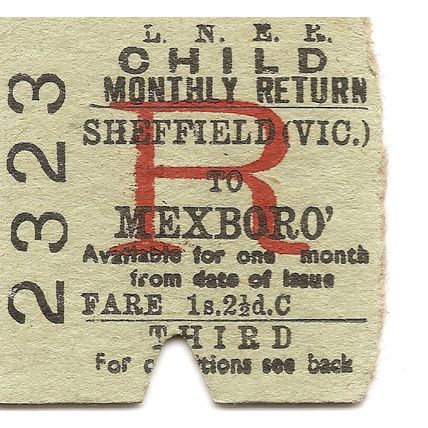 L. N. E. R.
CHILD
MONTHLY RETURN
SHEFFIELD (VIC.)
TO
MEXBORO'
R
Available for one month
from date of issue
FARE 1s.2½d.C
THIRD
For see back
2323